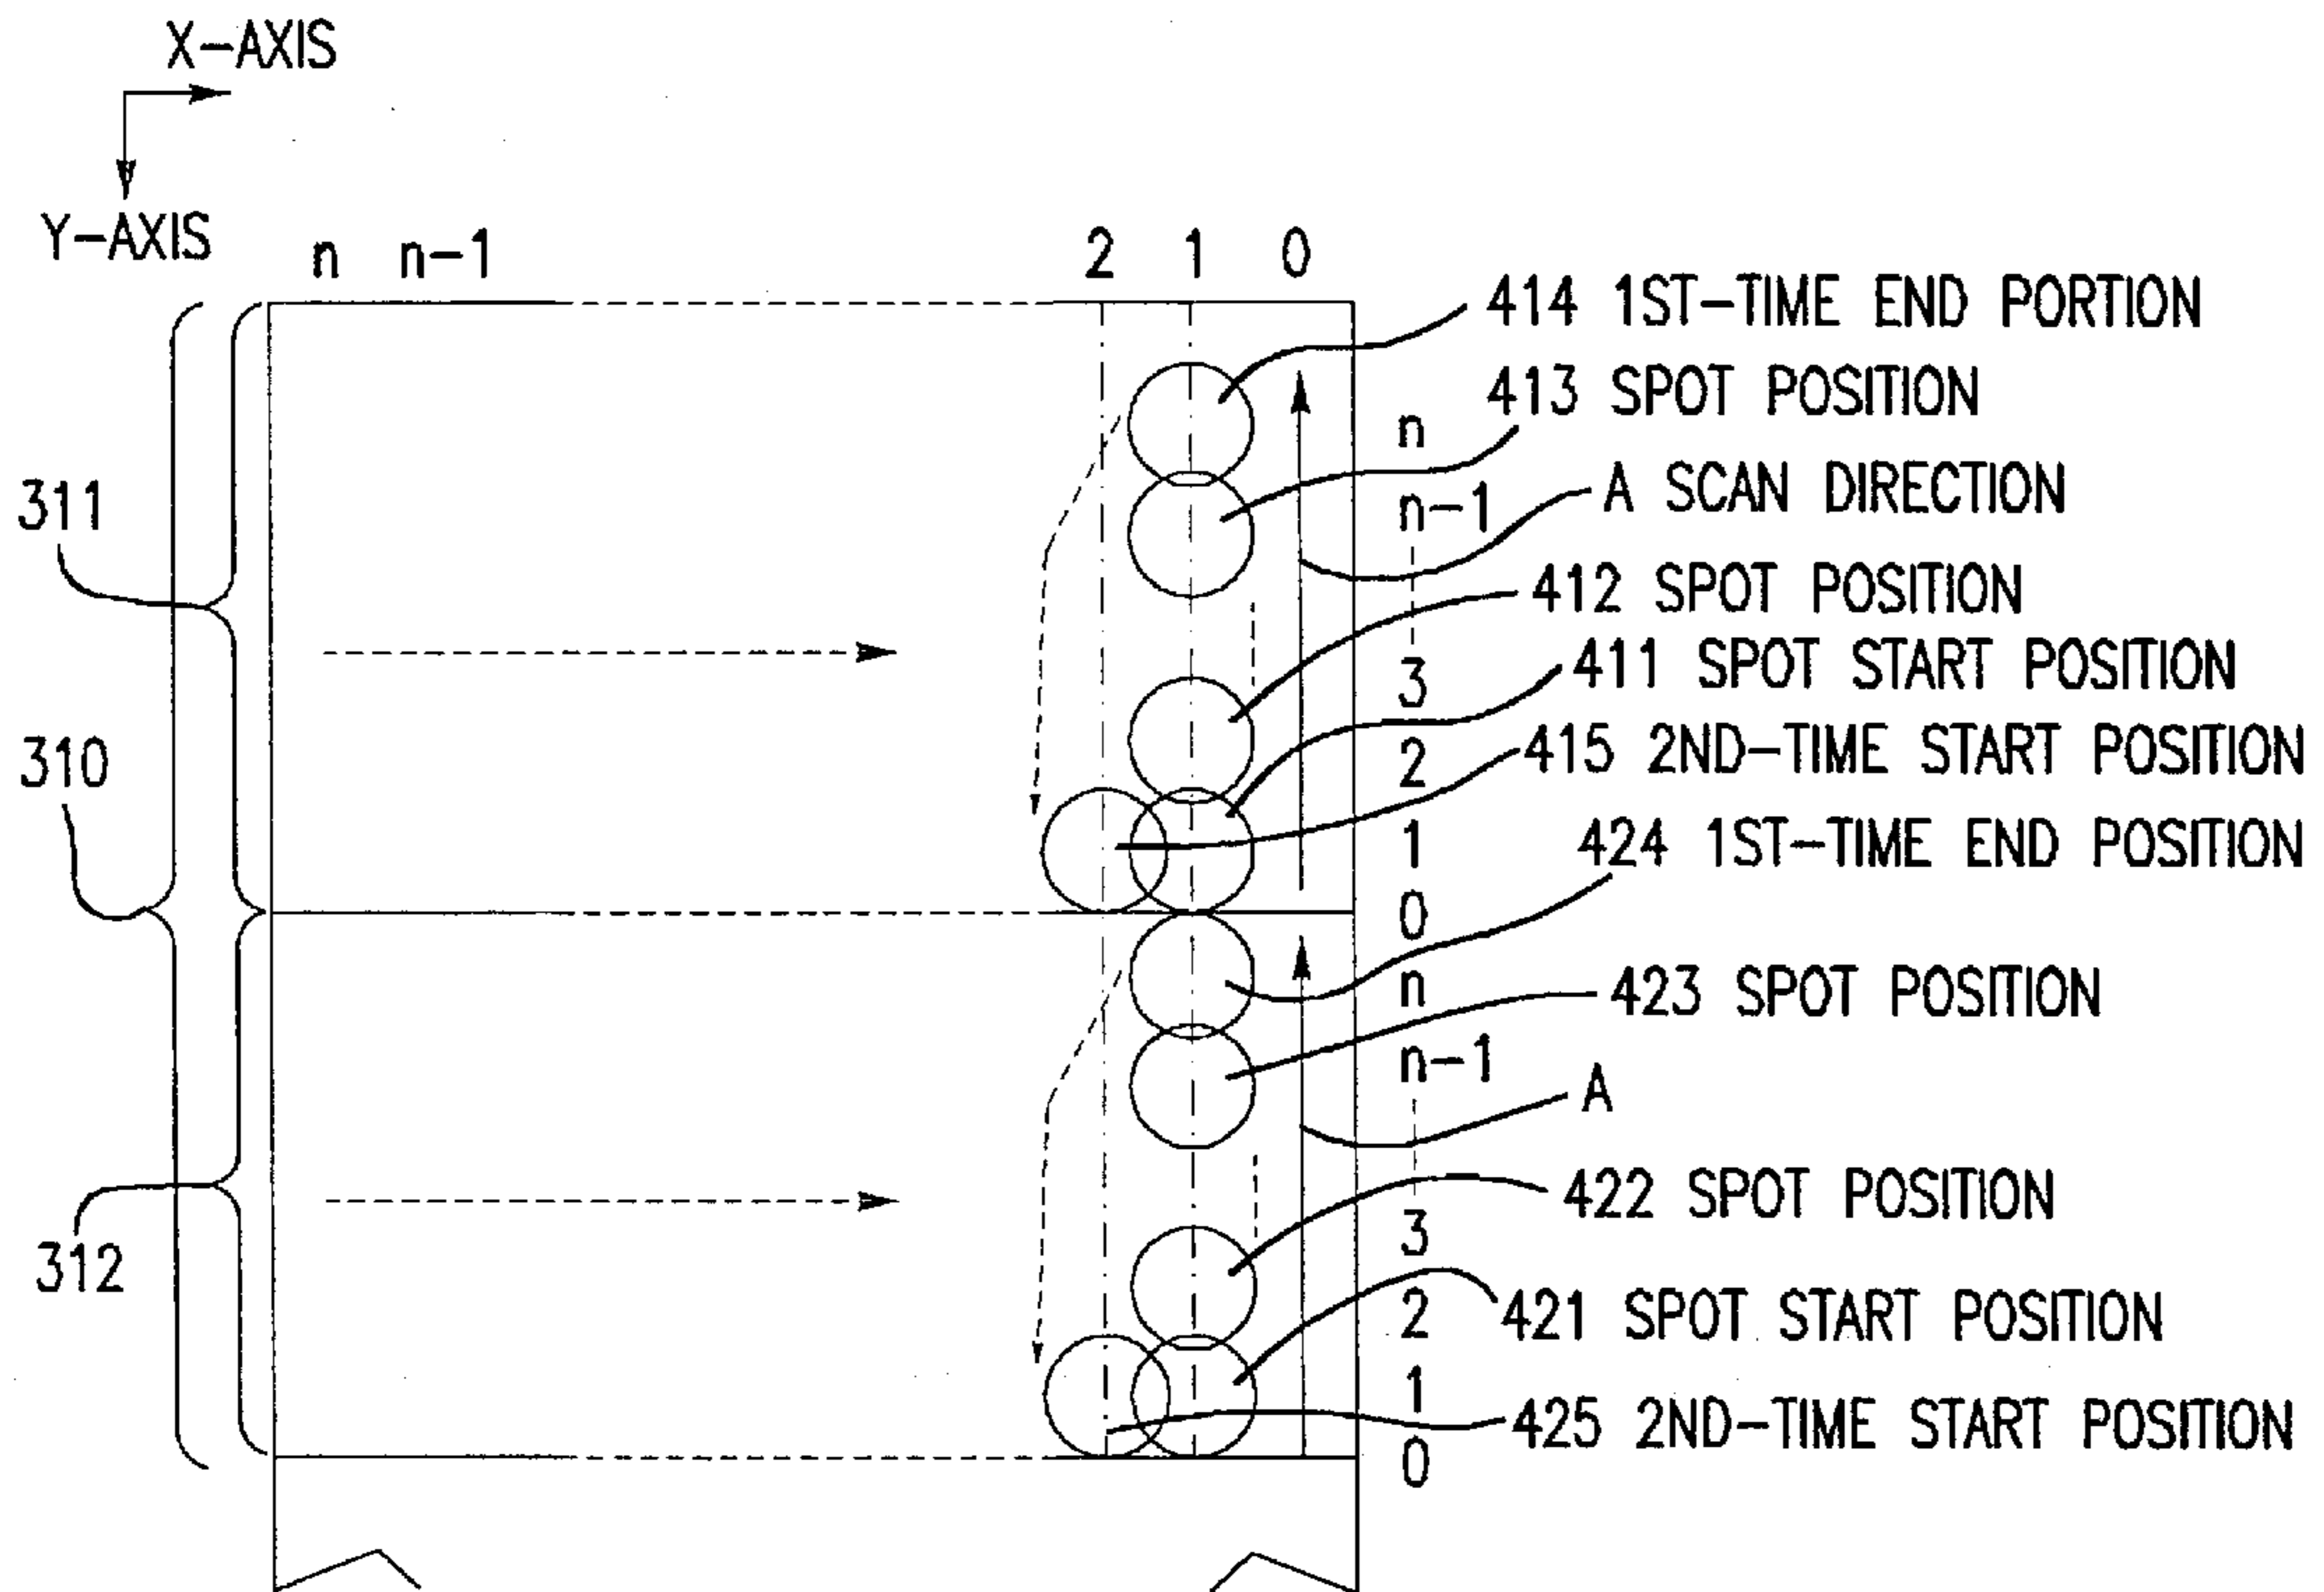 X-AXIS
Y-AXIS
n n-1 2 1 0
414 1ST-TIME END PORTION
413 SPOT POSITION
n
A SCAN DIRECTION
n-1
311
412 SPOT POSITION
411 SPOT START POSITION
3
415 2ND-TIME START POSITION
2
310
424 1ST-TIME END POSITION
1
0
n
423 SPOT POSITION
n-1
A
422 SPOT POSITION
3
312
421 SPOT START POSITION
2
1
425 2ND-TIME START POSITION
0